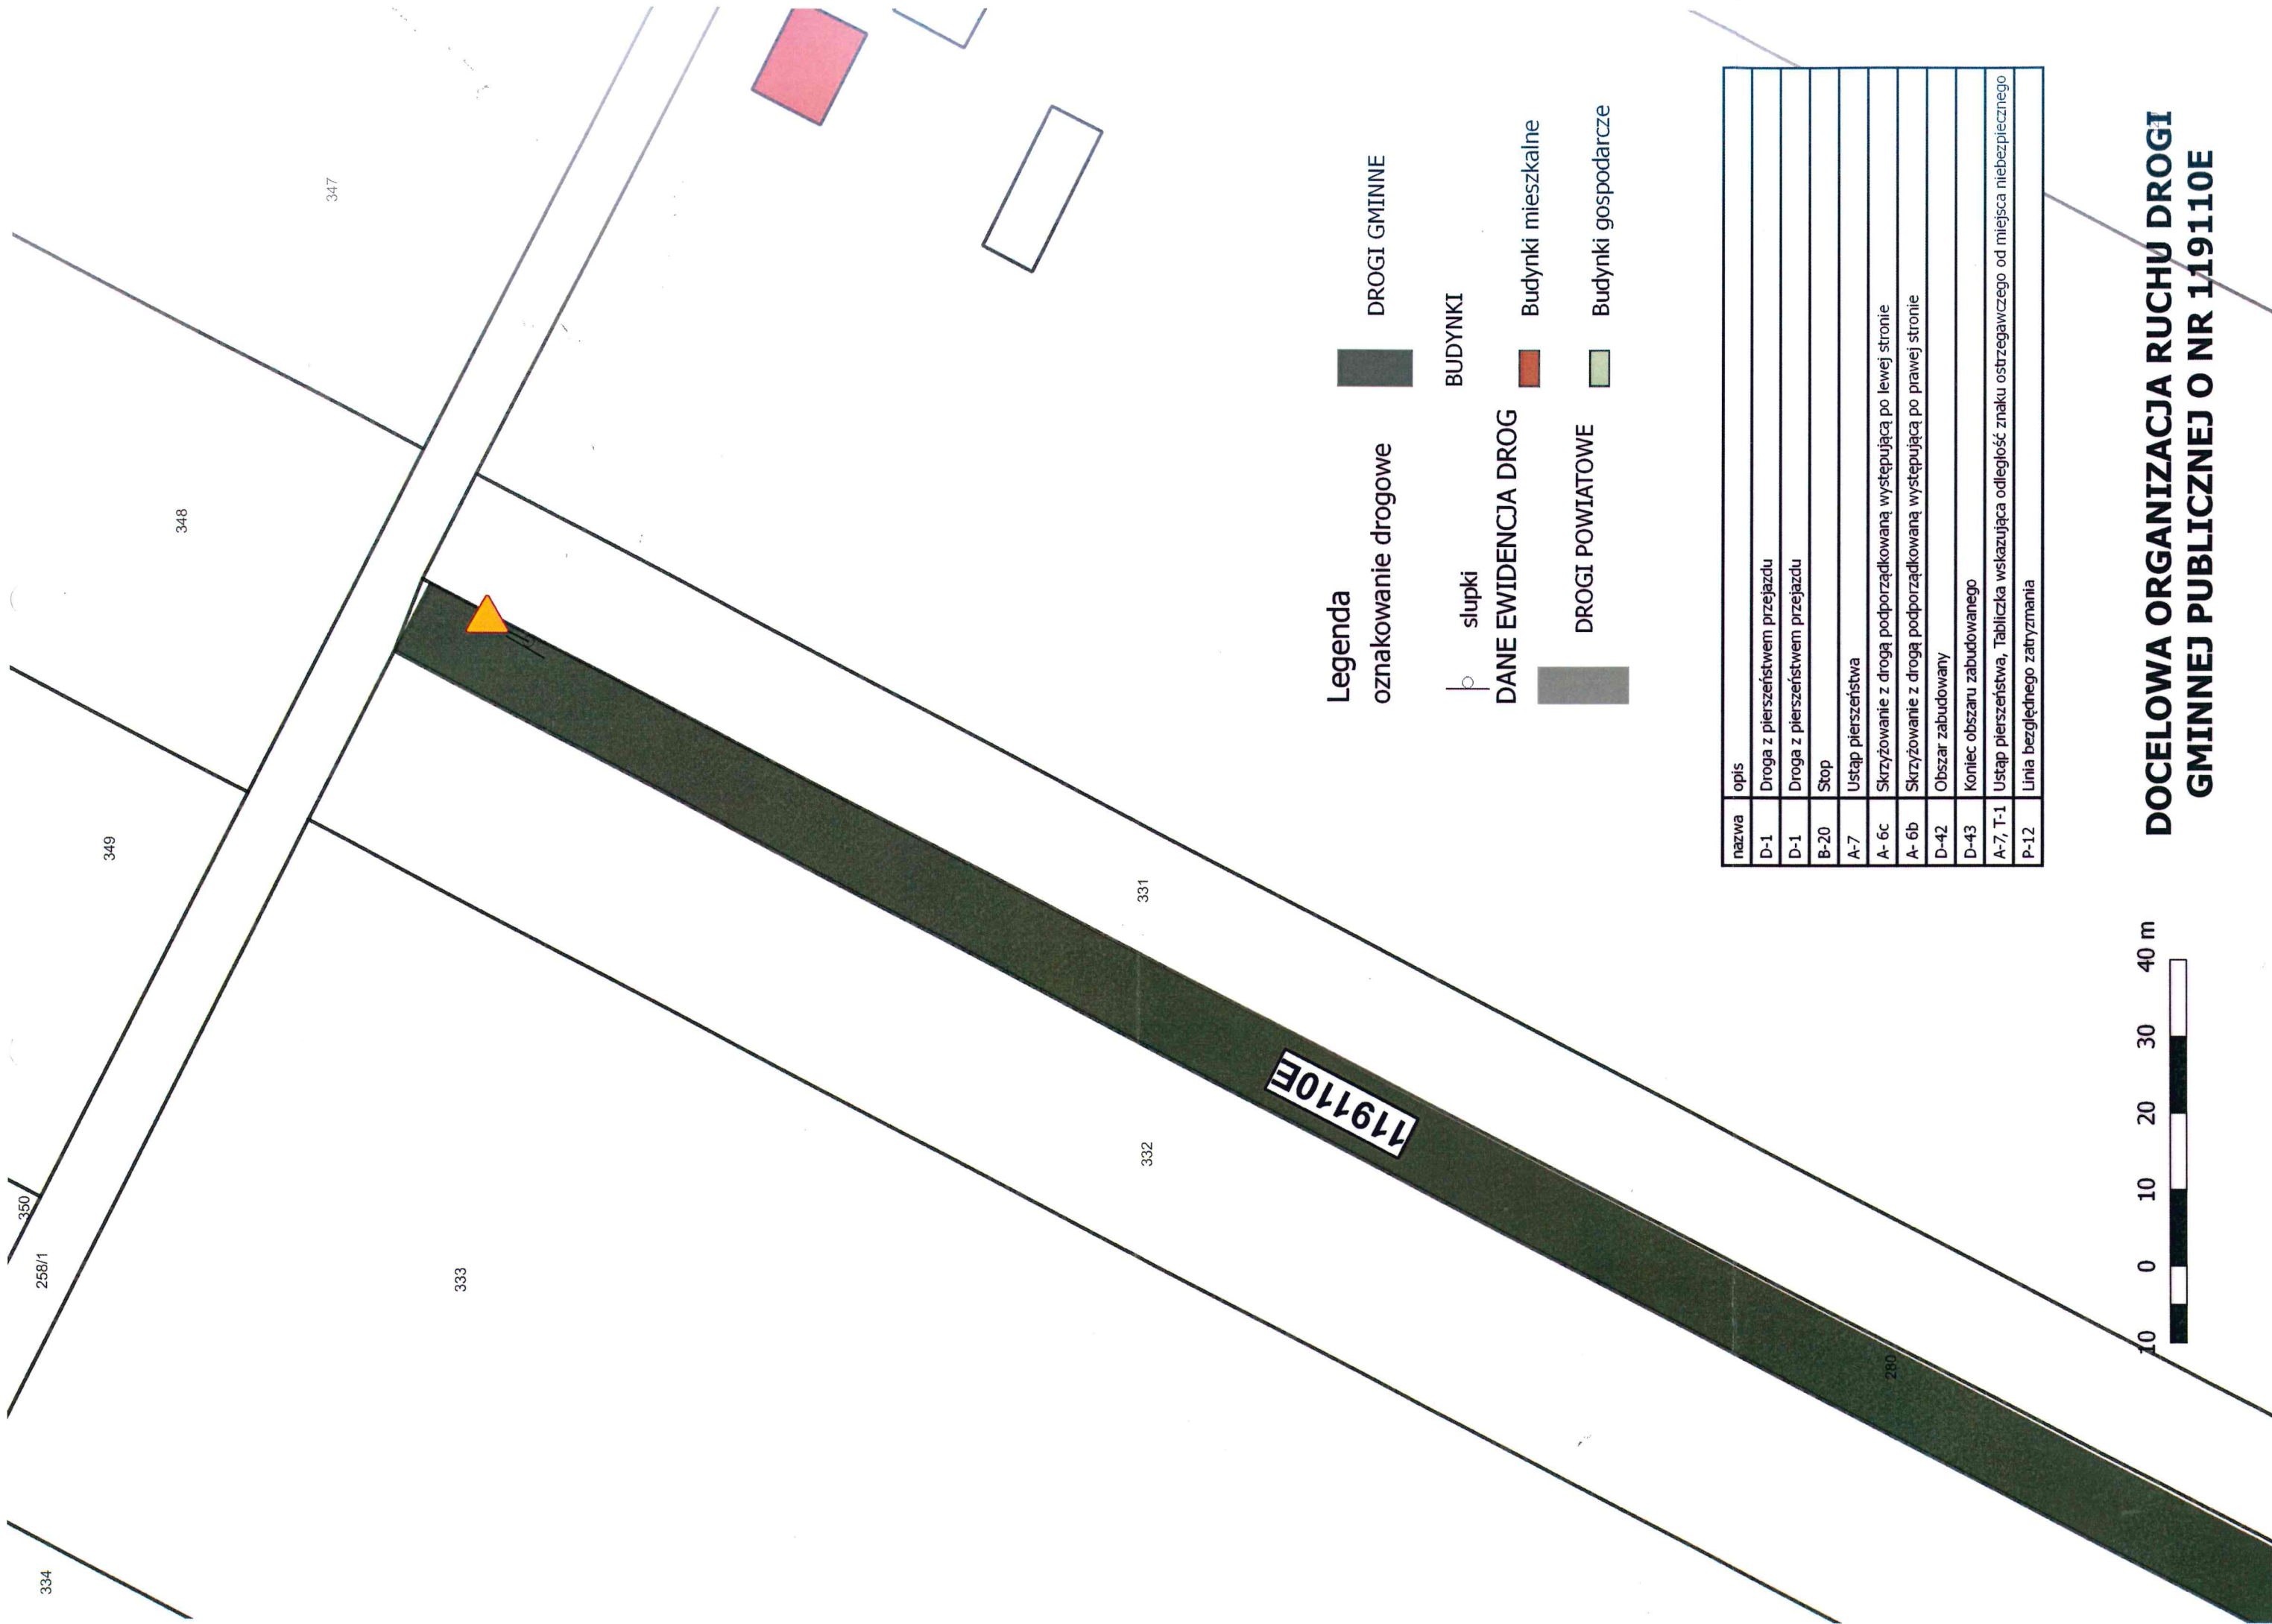 334
258/1
350
349
348
347
333
332
331
280
119110E
Legenda
oznakowanie drogowe
słupki
DANE EWIDENCJA DROG
DROGI POWIATOWE
DROGI GMINNE
BUDYNKI
Budynki mieszkalne
Budynki gospodarcze
nazwa opis
D-1 Droga z pierszeństwem przejazdu
D-1 Droga z pierszeństwem przejazdu
B-20 Stop
A-7 Ustąp pierszeństwa
A- 6c Skrzyżowanie z drogą podporządkowaną występującą po lewej stronie
A- 6b Skrzyżowanie z drogą podporządkowaną występującą po prawej stronie
D-42 Obszar zabudowany
D-43 Koniec obszaru zabudowanego
A-7, T-1 Ustąp pierszeństwa, Tabliczka wskazująca odległość znaku ostrzegawczego od miejsca niebezpiecznego
P-12 Linia bezględnego zatryzmania
10 0 10 20 30 40 m
DOCELOWA ORGANIZACJA RUCHU DROGI
GMINNEJ PUBLICZNEJ O NR 119110E